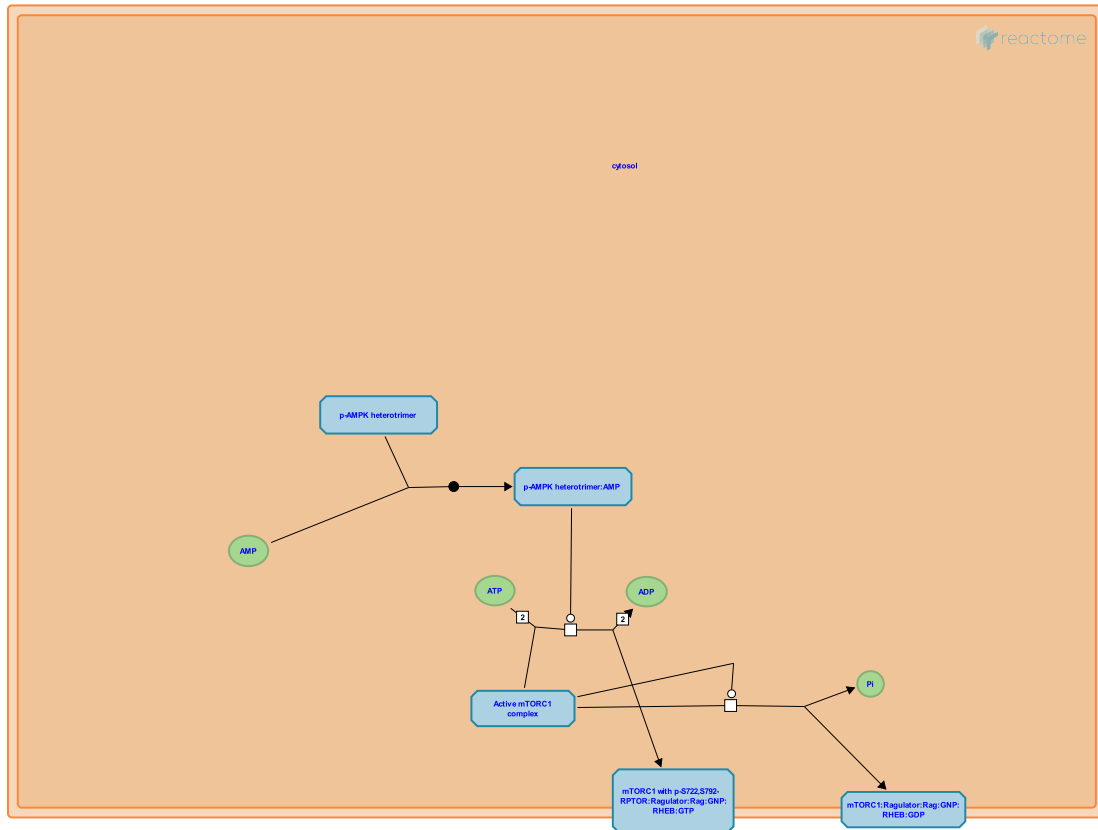 reactome
cytosol
p-AMPK heterotrimer
p-AMPK heterotrimer:AMP
AMP
ATP
ADP
2
2
Pi
Active mTORC1
complex
mTORC1 with p-S722,S792-
RPTOR:Ragulator:Rag:GNP:
RHEB:GTP
mTORC1:Ragulator:Rag:GNP:
RHEB:GDP